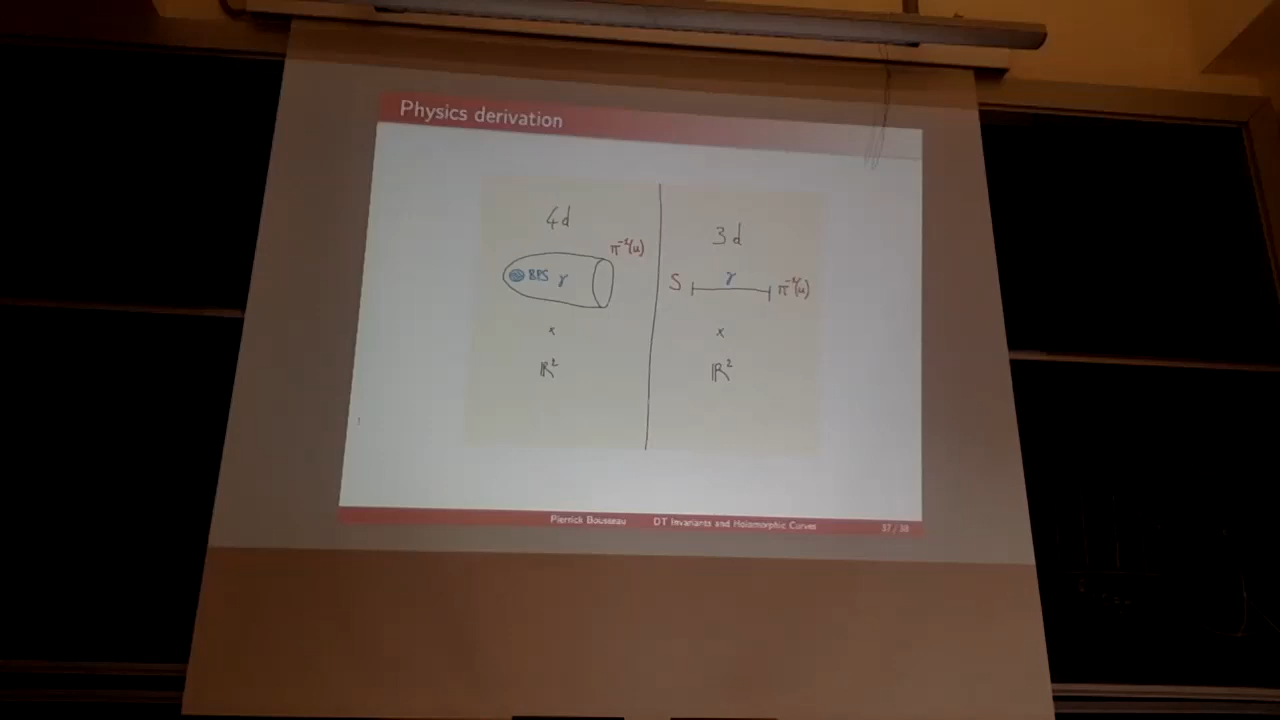 Physics derivation
4d
π⁻¹(u)
BPS γ
×
ℝ²
3d
S γ π⁻¹(u)
×
ℝ²
Pierrick Bousseau DT Invariants and Holomorphic Curves 37 / 38